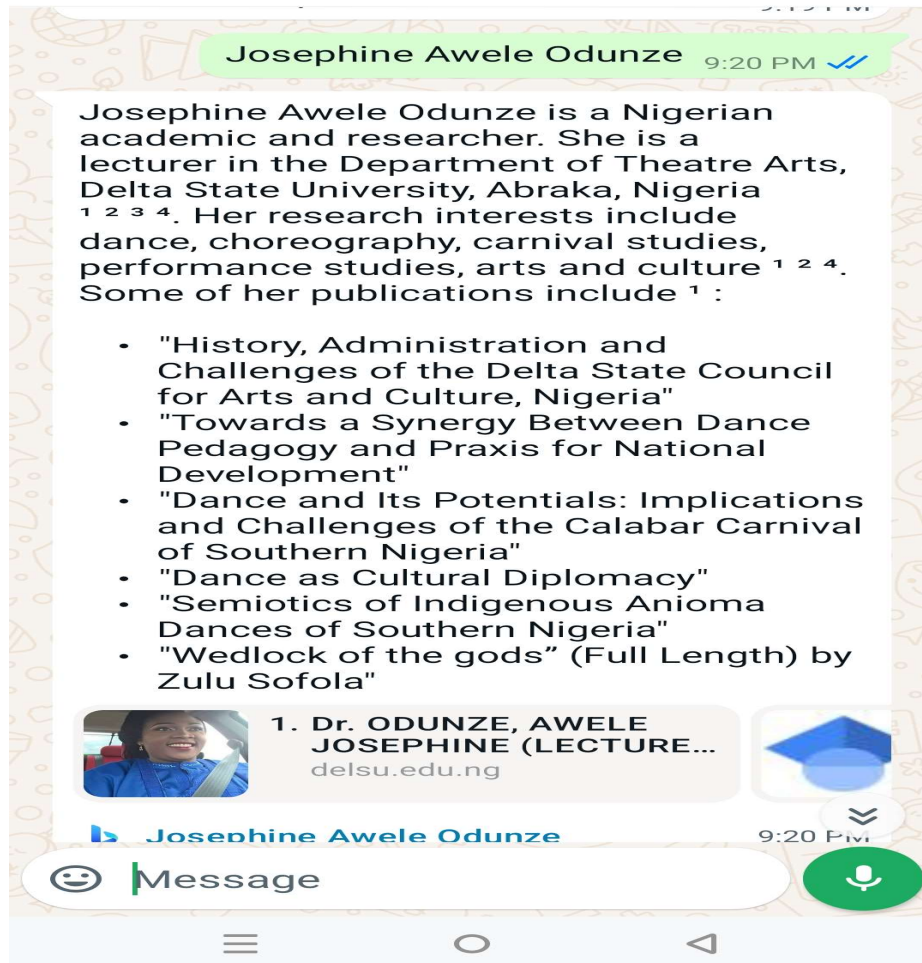 Josephine Awele Odunze 9:20 PM
Josephine Awele Odunze is a Nigerian
academic and researcher. She is a
lecturer in the Department of Theatre Arts,
Delta State University, Abraka, Nigeria
¹ ² ³ ⁴. Her research interests include
dance, choreography, carnival studies,
performance studies, arts and culture ¹ ² ⁴.
Some of her publications include ¹ :
• "History, Administration and
Challenges of the Delta State Council
for Arts and Culture, Nigeria"
• "Towards a Synergy Between Dance
Pedagogy and Praxis for National
Development"
• "Dance and Its Potentials: Implications
and Challenges of the Calabar Carnival
of Southern Nigeria"
• "Dance as Cultural Diplomacy"
• "Semiotics of Indigenous Anioma
Dances of Southern Nigeria"
• "Wedlock of the gods” (Full Length) by
Zulu Sofola"
1. Dr. ODUNZE, AWELE
JOSEPHINE (LECTURE...
delsu.edu.ng
Josephine Awele Odunze 9:20 PM
Message